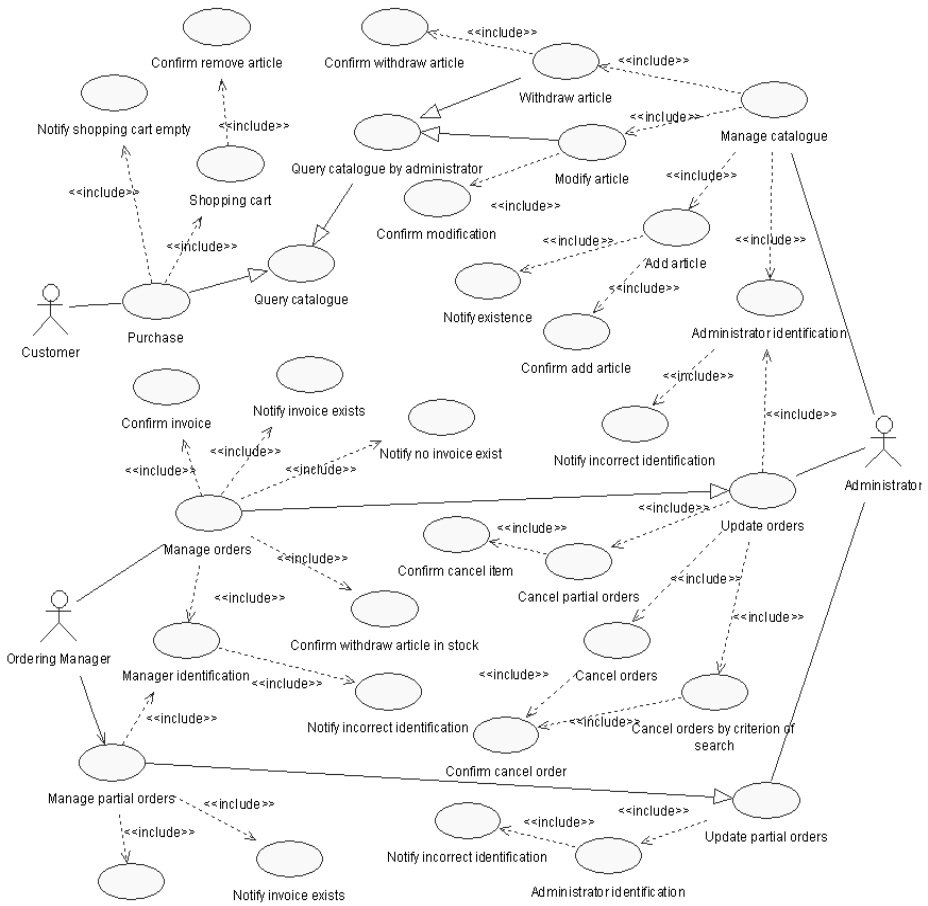 <<include>>
Confirm remove article
Confirm withdraw article
<<include>>
Withdraw article
Notify shopping cart empty
<<include>>
<<include>>
Manage catalogue
Query catalogue by administrator
Modify article
<<include>>
<<include>>
Shopping cart
<<include>>
Confirm modification
<<include>>
<<include>>
<<include>>
Add article
Query catalogue
<<include>>
Notify existence
Customer
Purchase
Administrator identification
Confirm add article
<<include>>
Notify invoice exists
Confirm invoice
<<include>>
<<include>>
Notify no invoice exist
Notify incorrect identification
<<include>>
<<include>>
Administrator
<<include>>
Update orders
<<include>>
Manage orders
<<include>>
Confirm cancel item
<<include>>
Cancel partial orders
<<include>>
<<include>>
Confirm withdraw article in stock
Ordering Manager
Manager identification
<<include>>
<<include>>
Cancel orders
<<include>>
Notify incorrect identification
<<include>>
Cancel orders by criterion of
search
Confirm cancel order
Manage partial orders
<<include>>
<<include>>
<<include>>
<<include>>
Update partial orders
Notify incorrect identification
Notify invoice exists
Administrator identification